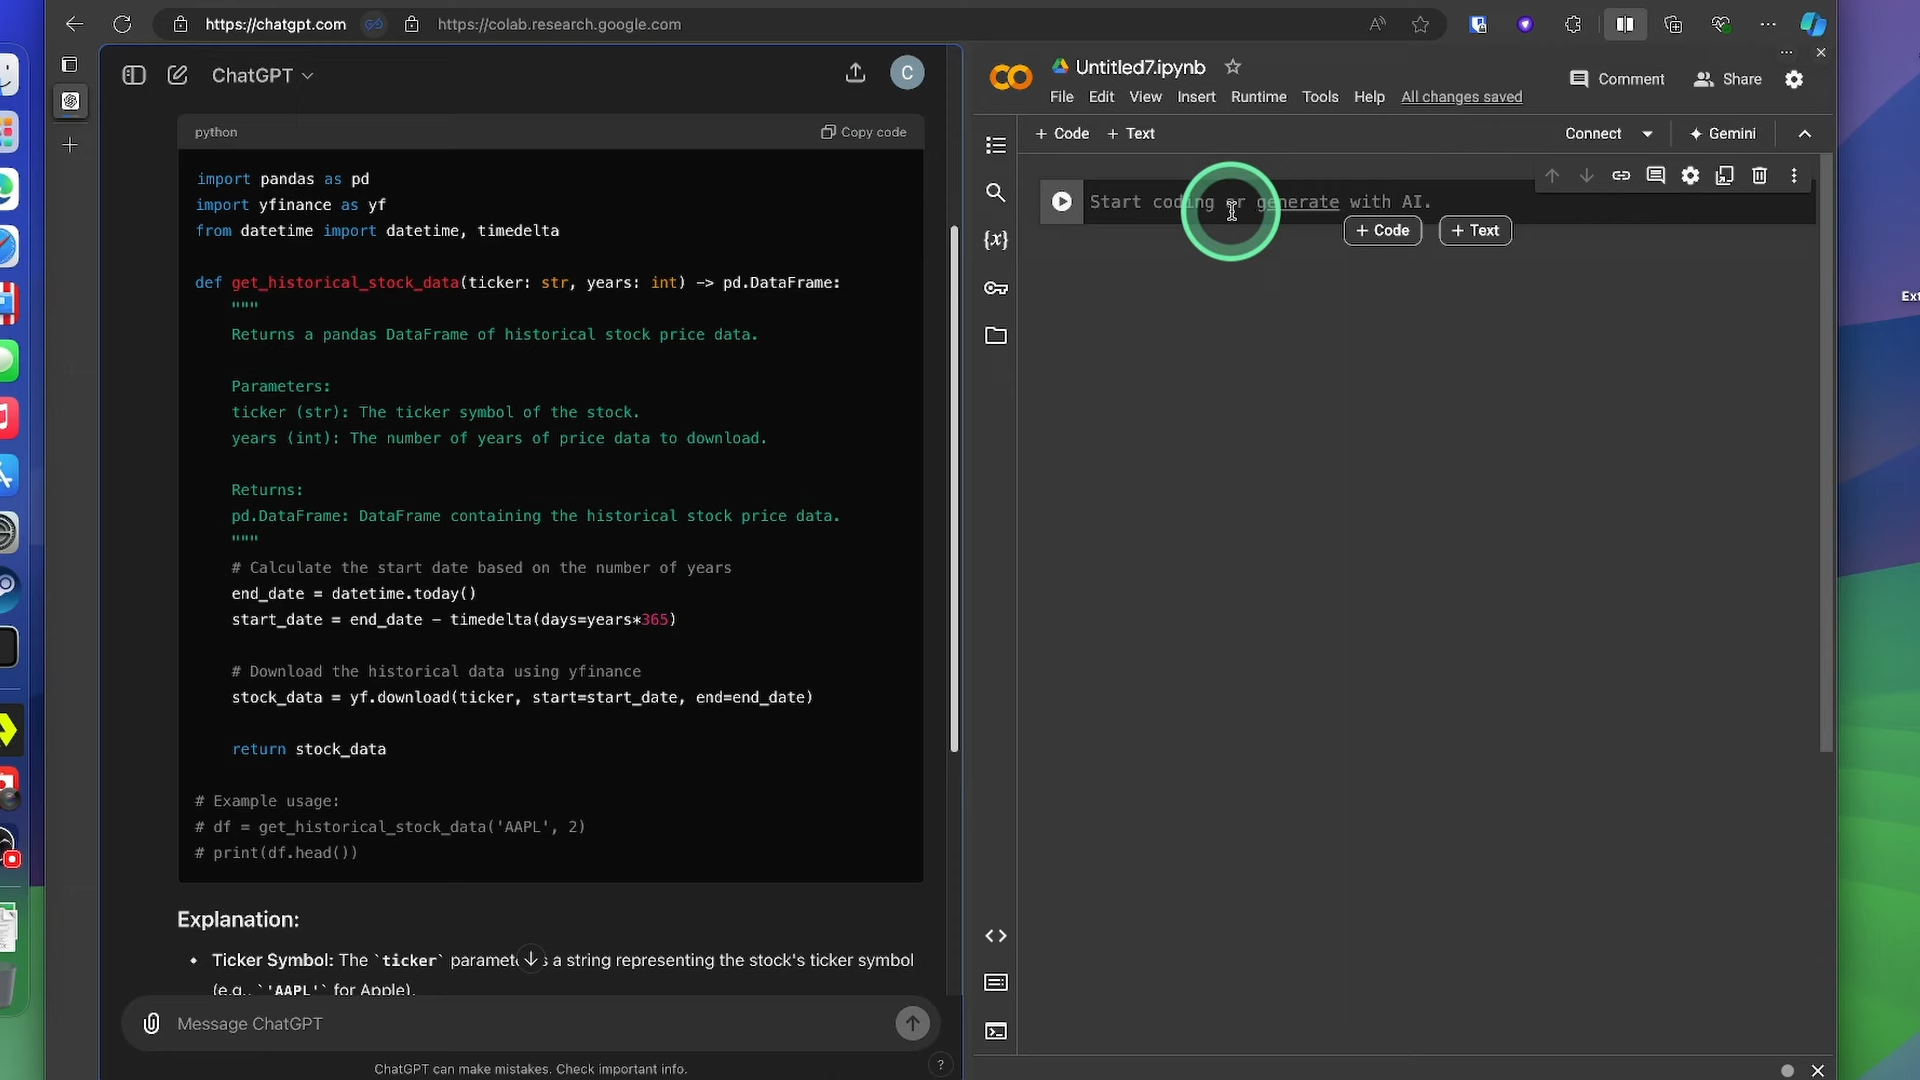 https://chatgpt.com
https://colab.research.google.com
ChatGPT
C
python
Copy code
import pandas as pd
import yfinance as yf
from datetime import datetime, timedelta
def get_historical_stock_data(ticker: str, years: int) -> pd.DataFrame:
"""
Returns a pandas DataFrame of historical stock price data.
Parameters:
ticker (str): The ticker symbol of the stock.
years (int): The number of years of price data to download.
Returns:
pd.DataFrame: DataFrame containing the historical stock price data.
"""
# Calculate the start date based on the number of years
end_date = datetime.today()
start_date = end_date - timedelta(days=years*365)
# Download the historical data using yfinance
stock_data = yf.download(ticker, start=start_date, end=end_date)
return stock_data
# Example usage:
# df = get_historical_stock_data('AAPL', 2)
# print(df.head())
Explanation:
• Ticker Symbol: The `ticker` is a string representing the stock's ticker symbol
(e.g., `'AAPL'` for Apple).
Message ChatGPT
ChatGPT can make mistakes. Check important info.
?
CO
Untitled7.ipynb
Comment
Share
File Edit View Insert Runtime Tools Help All changes saved
+ Code + Text
Connect
Gemini
{x}
Start coding or generate with AI.
+ Code
+ Text
Ext